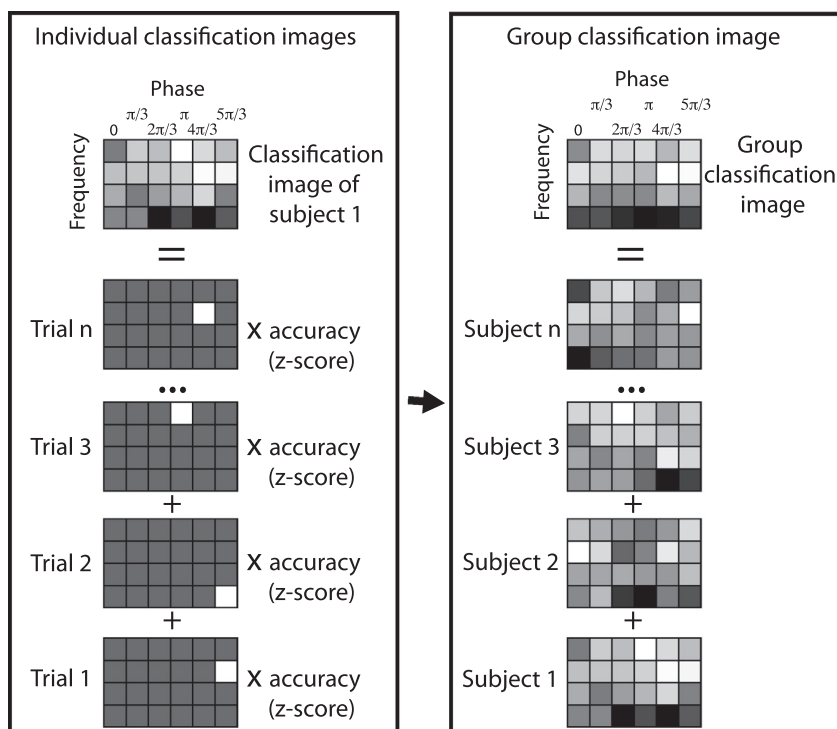 Individual classification images
Phase
π/3 π 5π/3
0 2π/3 4π/3
Frequency
Classification
image of
subject 1
=
Trial n
X accuracy
(z-score)
...
Trial 3
X accuracy
(z-score)
+
Trial 2
X accuracy
(z-score)
+
Trial 1
X accuracy
(z-score)
Group classification image
Phase
π/3 π 5π/3
0 2π/3 4π/3
Frequency
Group
classification
image
=
Subject n
...
Subject 3
+
Subject 2
+
Subject 1